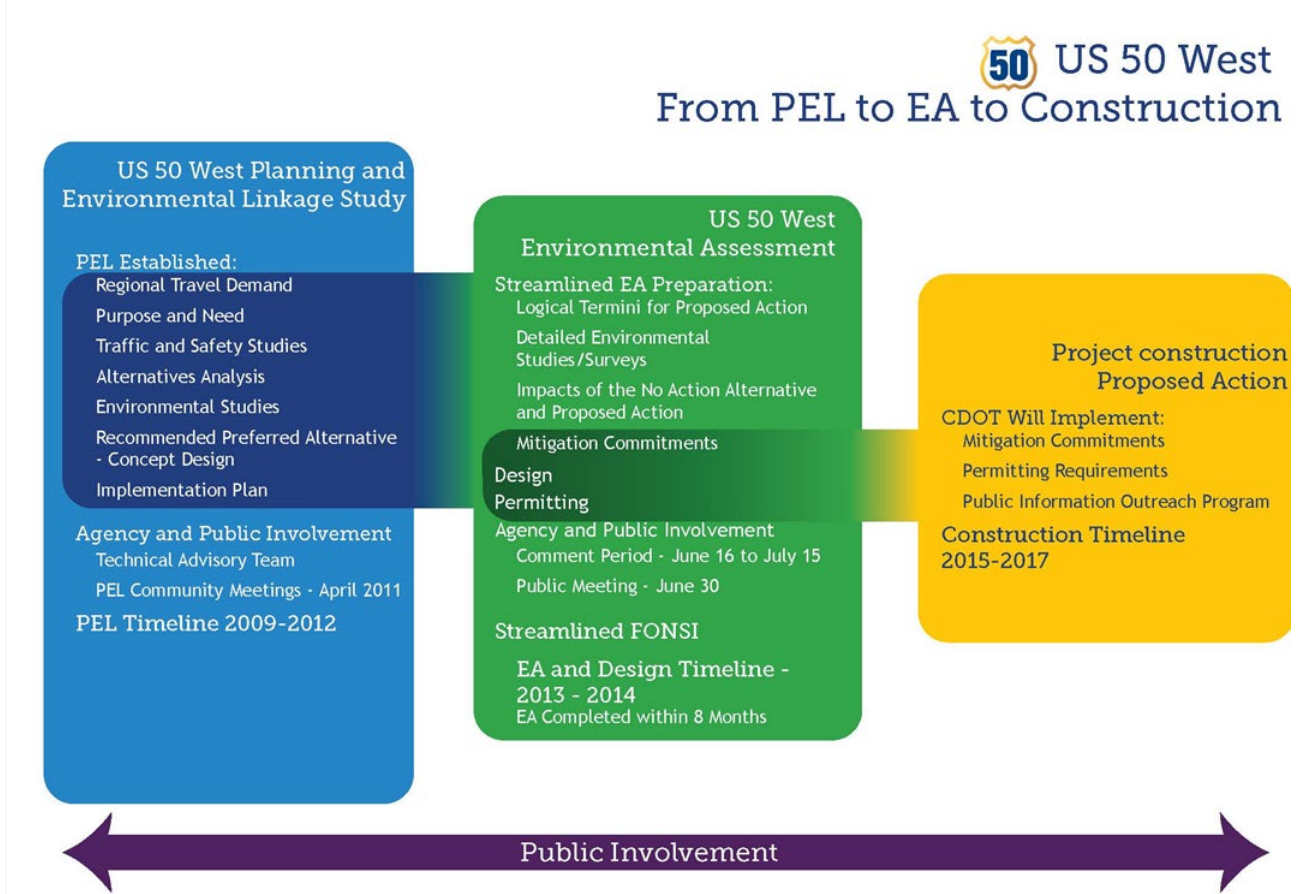 50 US 50 West
From PEL to EA to Construction
US 50 West Planning and
Environmental Linkage Study
PEL Established:
Regional Travel Demand
Purpose and Need
Traffic and Safety Studies
Alternatives Analysis
Environmental Studies
Recommended Preferred Alternative
- Concept Design
Implementation Plan
Agency and Public Involvement
Technical Advisory Team
PEL Community Meetings - April 2011
PEL Timeline 2009-2012
US 50 West
Environmental Assessment
Streamlined EA Preparation:
Logical Termini for Proposed Action
Detailed Environmental
Studies/Surveys
Impacts of the No Action Alternative
and Proposed Action
Mitigation Commitments
Design
Permitting
Agency and Public Involvement
Comment Period - June 16 to July 15
Public Meeting - June 30
Streamlined FONSI
EA and Design Timeline -
2013 - 2014
EA Completed within 8 Months
Project construction
Proposed Action
CDOT Will Implement:
Mitigation Commitments
Permitting Requirements
Public Information Outreach Program
Construction Timeline
2015-2017
Public Involvement